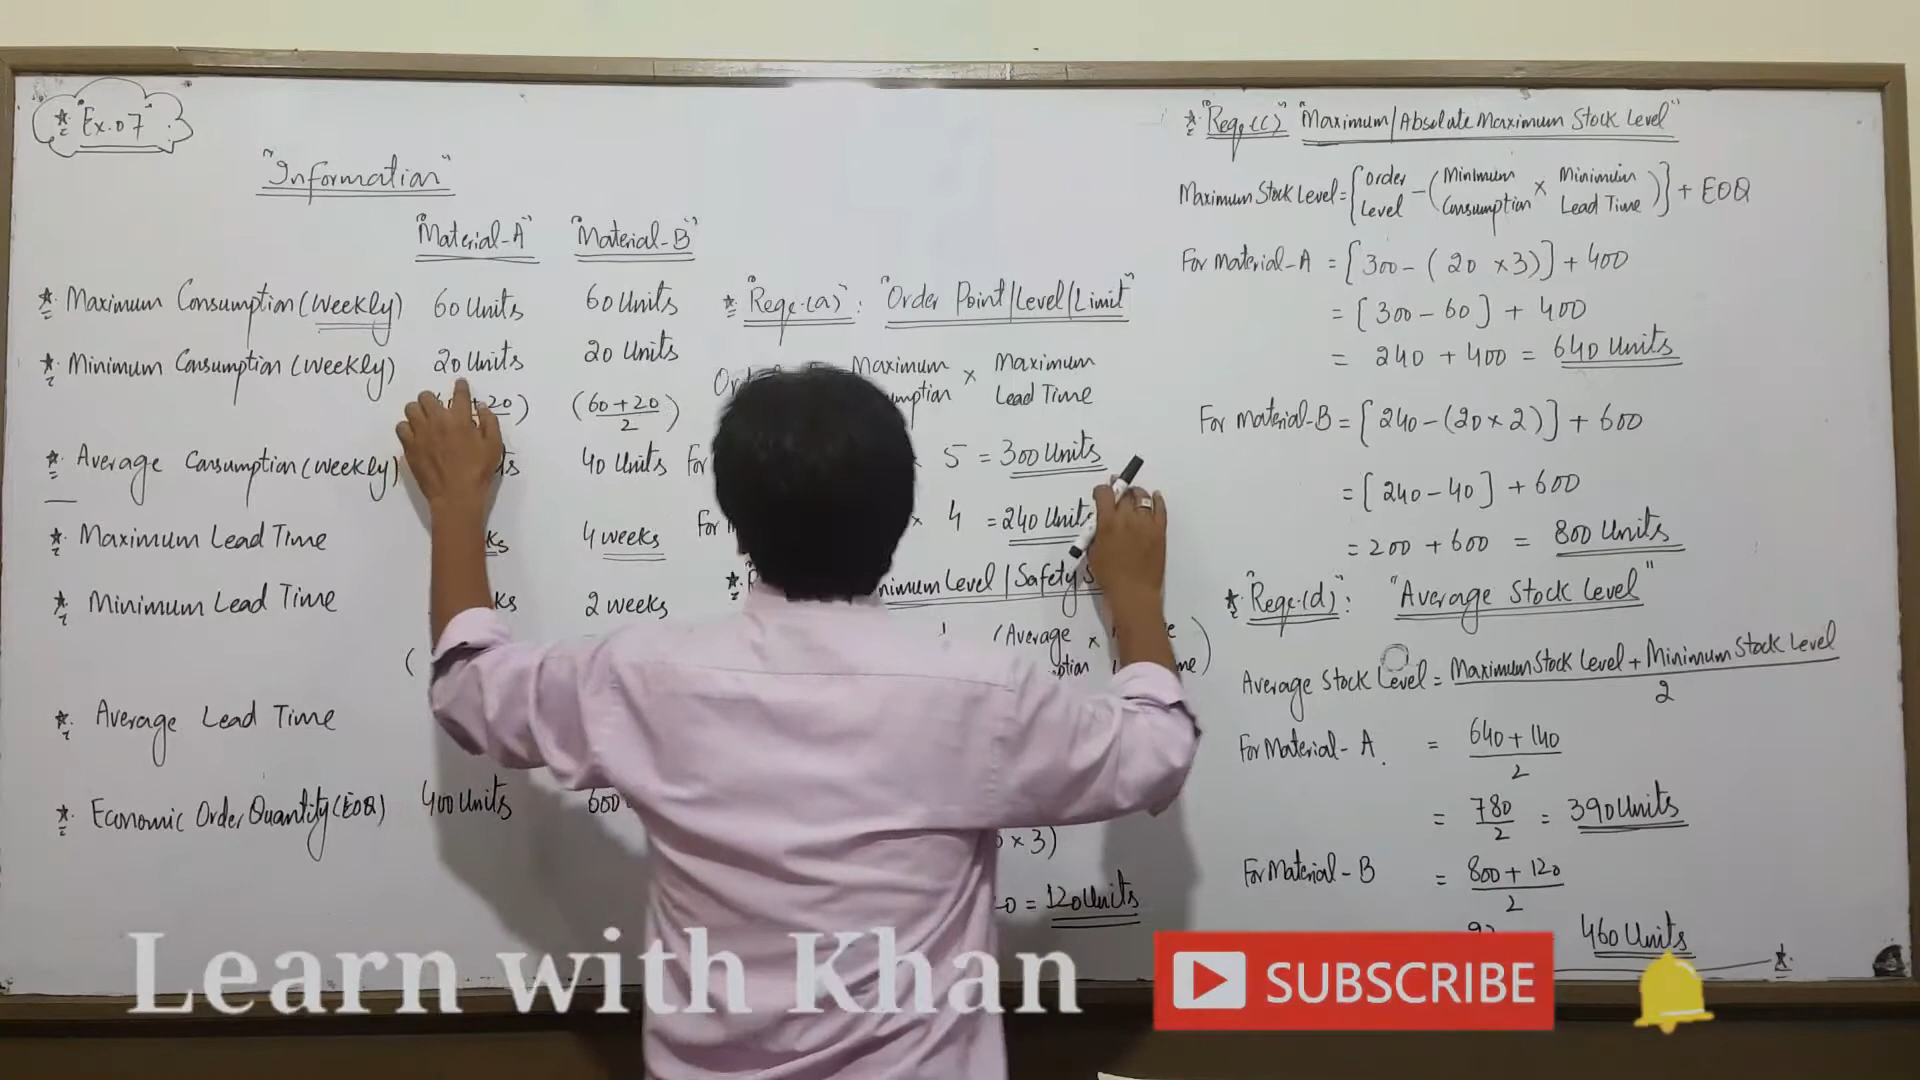 "Ex.07"
"Information"
"Material-A" "Material-B"
Maximum Consumption (Weekly) 60 Units 60 Units
Minimum Consumption (Weekly) 20 Units 20 Units
+20) (60+20)
2
Average Consumption (Weekly) 40 Units
Maximum Lead Time 4 weeks
Minimum Lead Time 2 weeks
(
Average Lead Time
Economic Order Quantity (EOQ) 400 Units 600
"Reqr.(a)": "Order Point/Level/Limit"
Maximum × Maximum
Lead Time
5 = 300 Units
× 4 = 240 Units
Level / Safety
(Average ×
)
× 3)
= 120 Units
"Reqr(c)" "Maximum/Absolute Maximum Stock Level"
Maximum Stock Level = [Order Level - (Minimum Consumption × Minimum Lead Time)] + EOQ
For Material-A = [300 - (20 × 3)] + 400
= [300 - 60] + 400
= 240 + 400 = 640 Units
For Material-B = [240 - (20 × 2)] + 600
= [240 - 40] + 600
= 200 + 600 = 800 Units
"Reqr.(d)": "Average Stock Level"
Average Stock Level = Maximum Stock Level + Minimum Stock Level
2
For Material-A = 640 + 140
2
= 780 = 390 Units
2
For Material-B = 800 + 120
2
460 Units
Learn with Khan
SUBSCRIBE